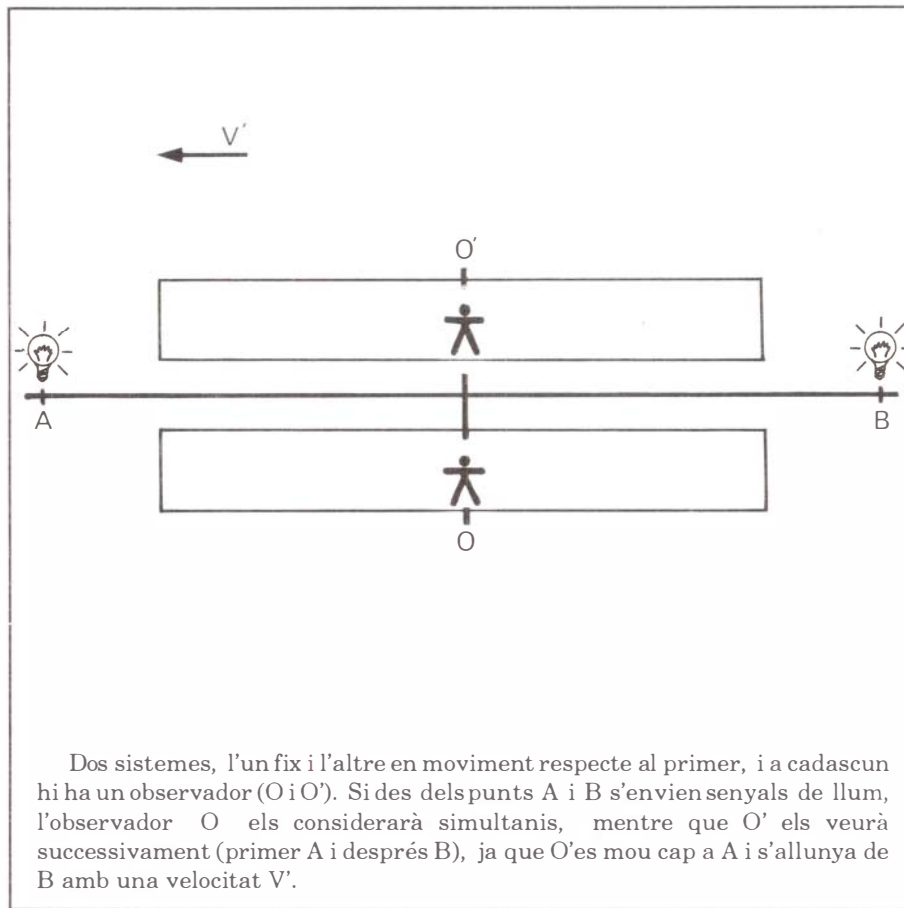 V'
O'
A
B
O
Dos sistemes, l'un fix i l'altre en moviment respecte al primer, i a cadascun
hi ha un observador (O i O'). Si des dels punts A i B s'envien senyals de llum,
l'observador O els considerarà simultanis, mentre que O' els veurà
successivament (primer A i després B), ja que O'es mou cap a A i s'allunya de
B amb una velocitat V'.